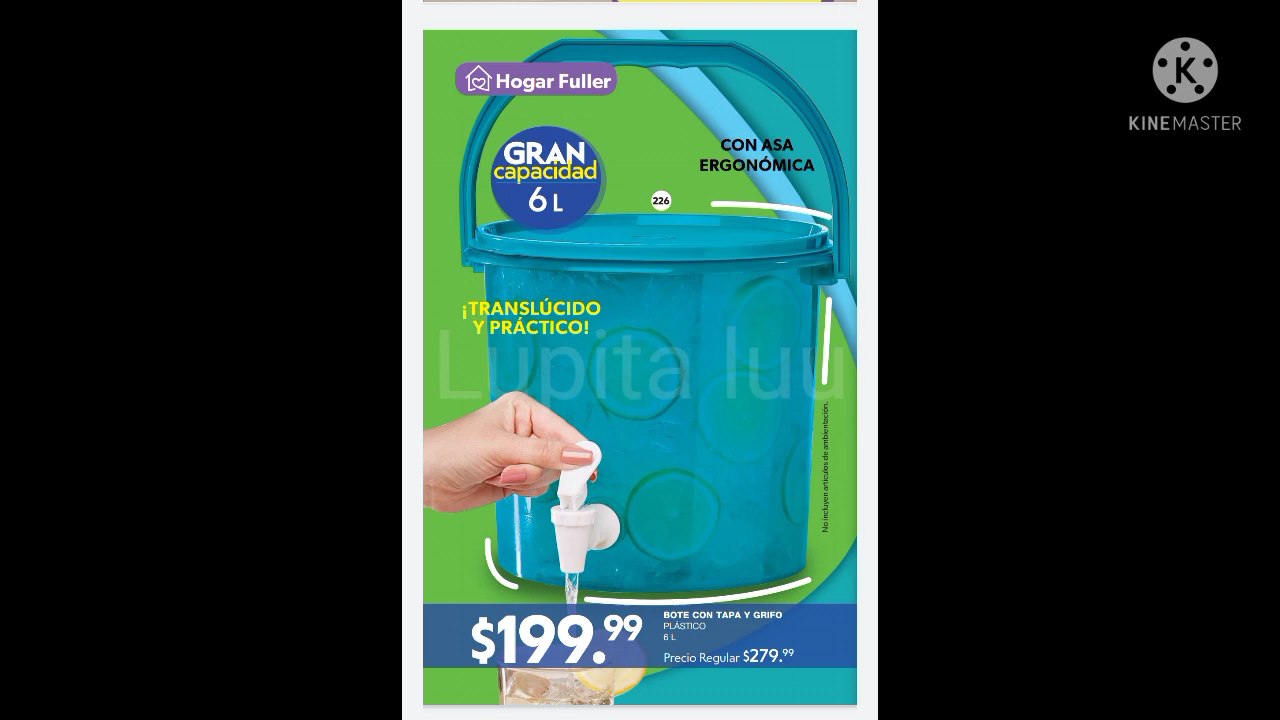 Hogar Fuller
GRAN
capacidad
6 L
CON ASA
ERGONÓMICA
226
¡TRANSLÚCIDO
Y PRÁCTICO!
Lupita luu
No incluyen artículos de ambientación.
$199.99
BOTE CON TAPA Y GRIFO
PLÁSTICO
6 L
Precio Regular $279.99
K
KINEMASTER